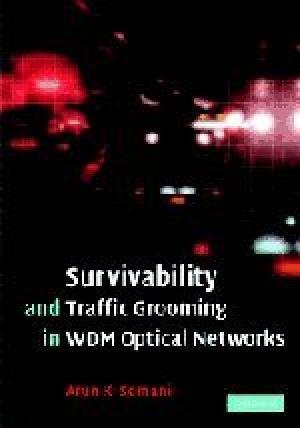 Survivability
and Traffic Grooming
in WDM Optical Networks
Arun K Somani